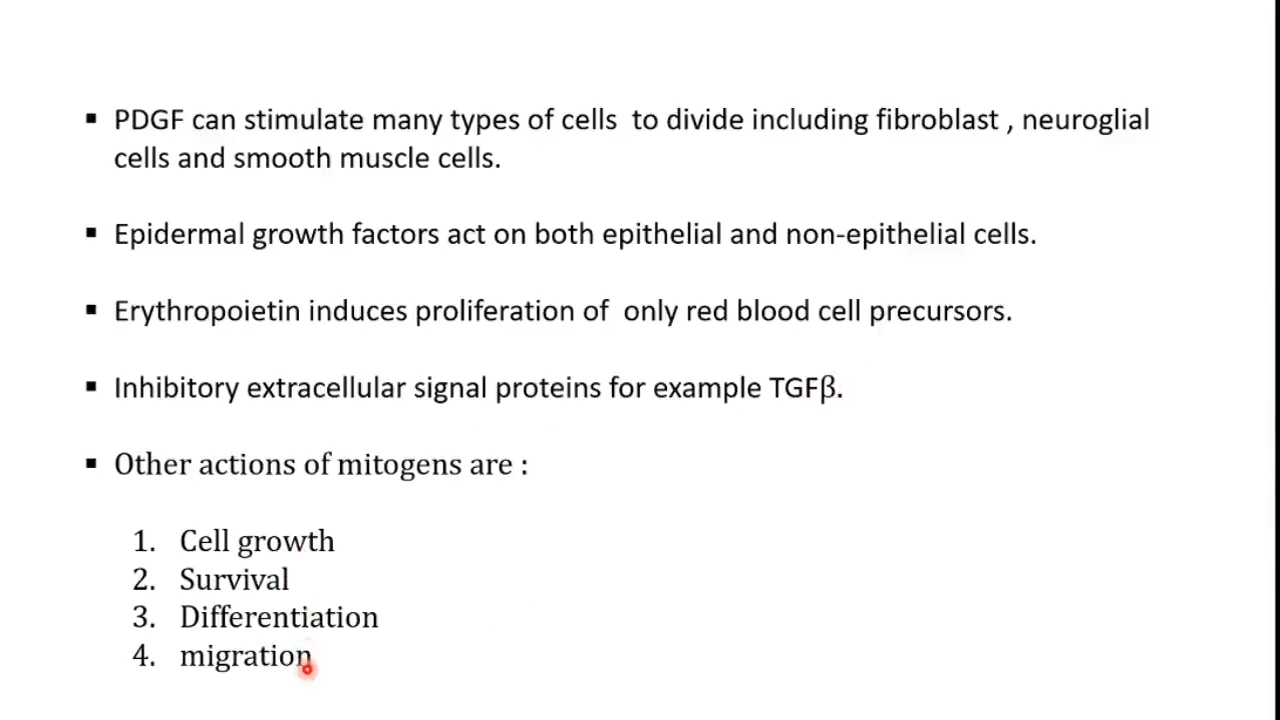 ▪ PDGF can stimulate many types of cells  to divide including fibroblast , neuroglial
cells and smooth muscle cells.
▪ Epidermal growth factors act on both epithelial and non-epithelial cells.
▪ Erythropoietin induces proliferation of  only red blood cell precursors.
▪ Inhibitory extracellular signal proteins for example TGFβ.
▪ Other actions of mitogens are :
1. Cell growth
2. Survival
3. Differentiation
4. migration